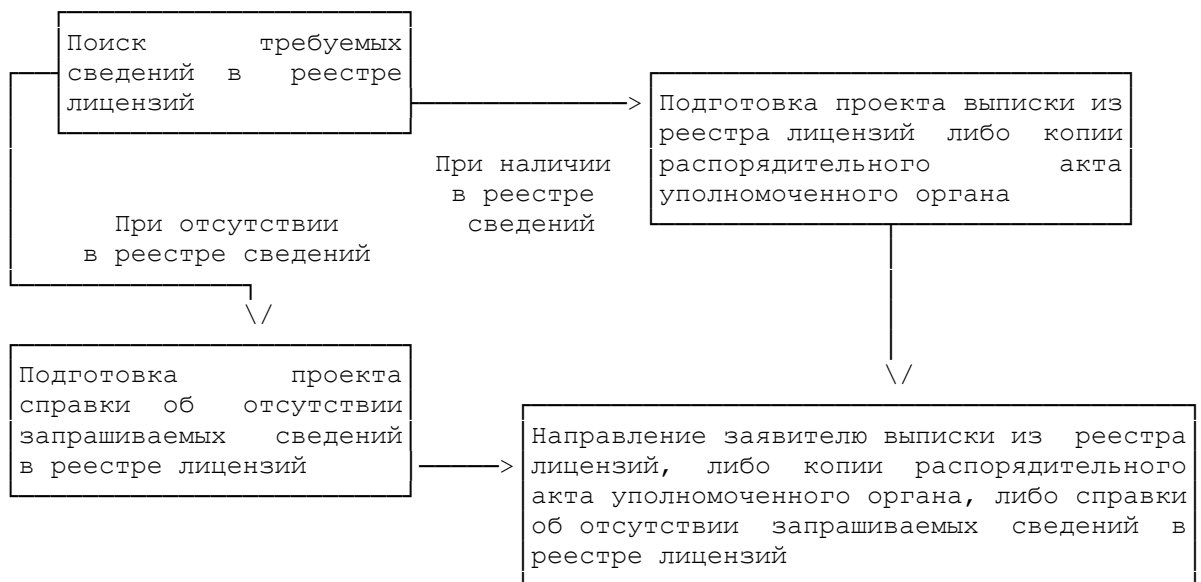 Поиск требуемых
сведений в реестре
лицензий
Подготовка проекта выписки из
реестра лицензий либо копии
распорядительного акта
уполномоченного органа
При наличии
в реестре
сведений
При отсутствии
в реестре сведений
Подготовка проекта
справки об отсутствии
запрашиваемых сведений
в реестре лицензий
Направление заявителю выписки из реестра
лицензий, либо копии распорядительного
акта уполномоченного органа, либо справки
об отсутствии запрашиваемых сведений в
реестре лицензий